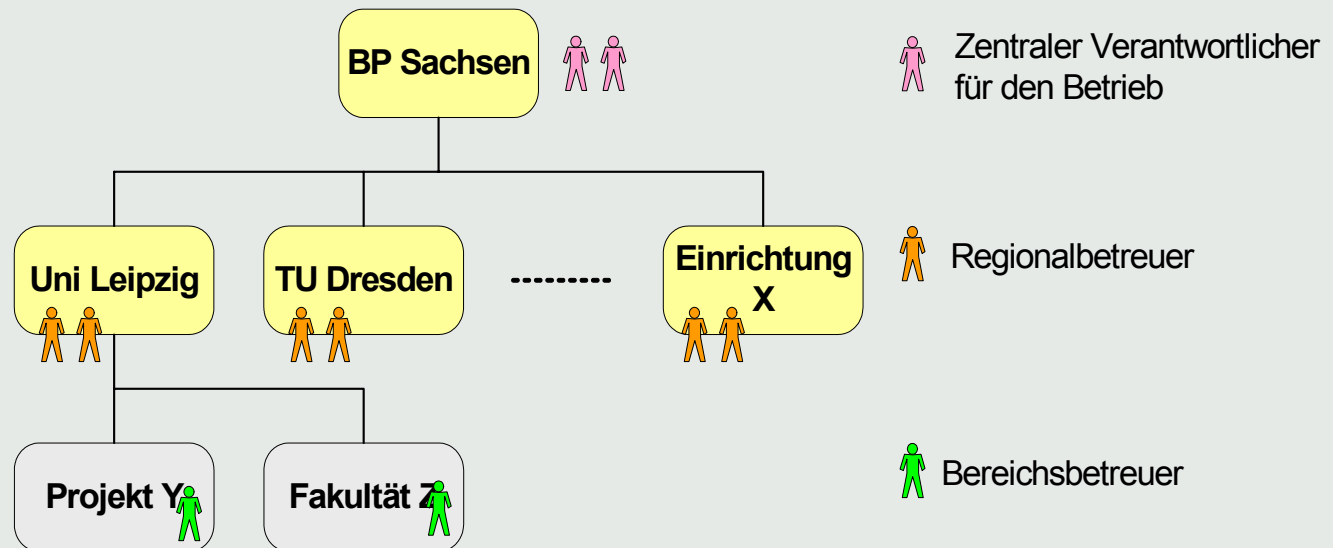 BP Sachsen
Zentraler Verantwortlicher
für den Betrieb
Uni Leipzig
TU Dresden
Einrichtung
X
Regionalbetreuer
Projekt Y
Fakultät Z
Bereichsbetreuer